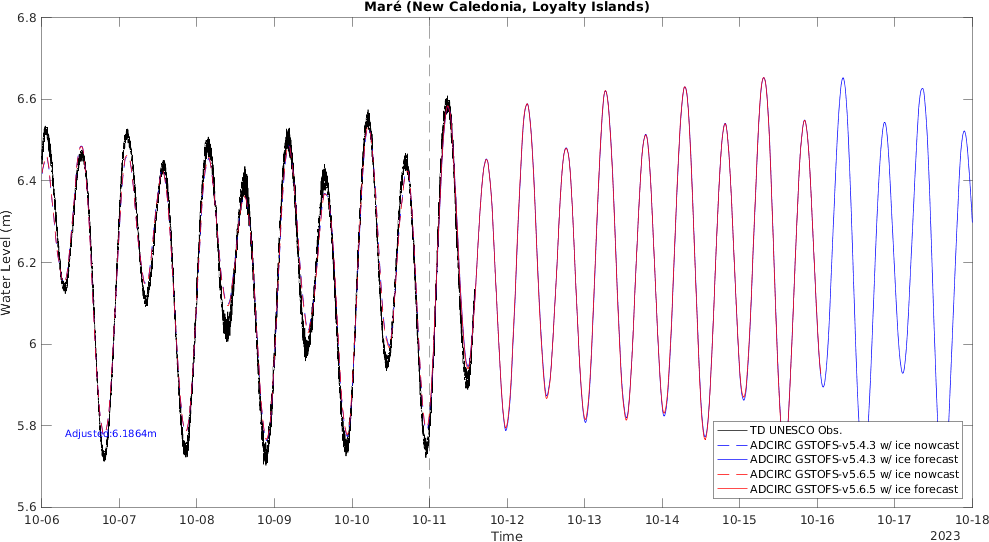 Maré (New Caledonia, Loyalty Islands)
6.8
6.6
6.4
6.2
6
5.8
5.6
Water Level (m)
Adjusted:6.1864m
TD UNESCO Obs.
ADCIRC GSTOFS-v5.4.3 w/ ice nowcast
ADCIRC GSTOFS-v5.4.3 w/ ice forecast
ADCIRC GSTOFS-v5.6.5 w/ ice nowcast
ADCIRC GSTOFS-v5.6.5 w/ ice forecast
10-06 10-07 10-08 10-09 10-10 10-11 10-12 10-13 10-14 10-15 10-16 10-17 10-18
Time
2023